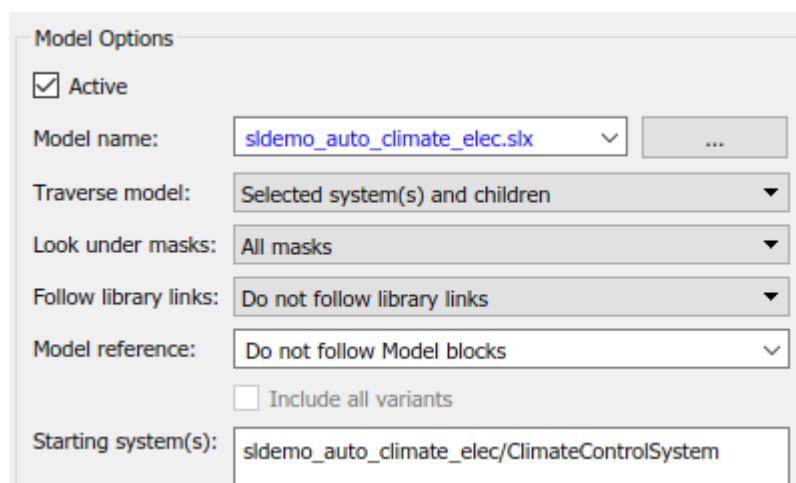 Model Options
Active
Model name: sldemo_auto_climate_elec.slx ...
Traverse model: Selected system(s) and children
Look under masks: All masks
Follow library links: Do not follow library links
Model reference: Do not follow Model blocks
Include all variants
Starting system(s): sldemo_auto_climate_elec/ClimateControlSystem